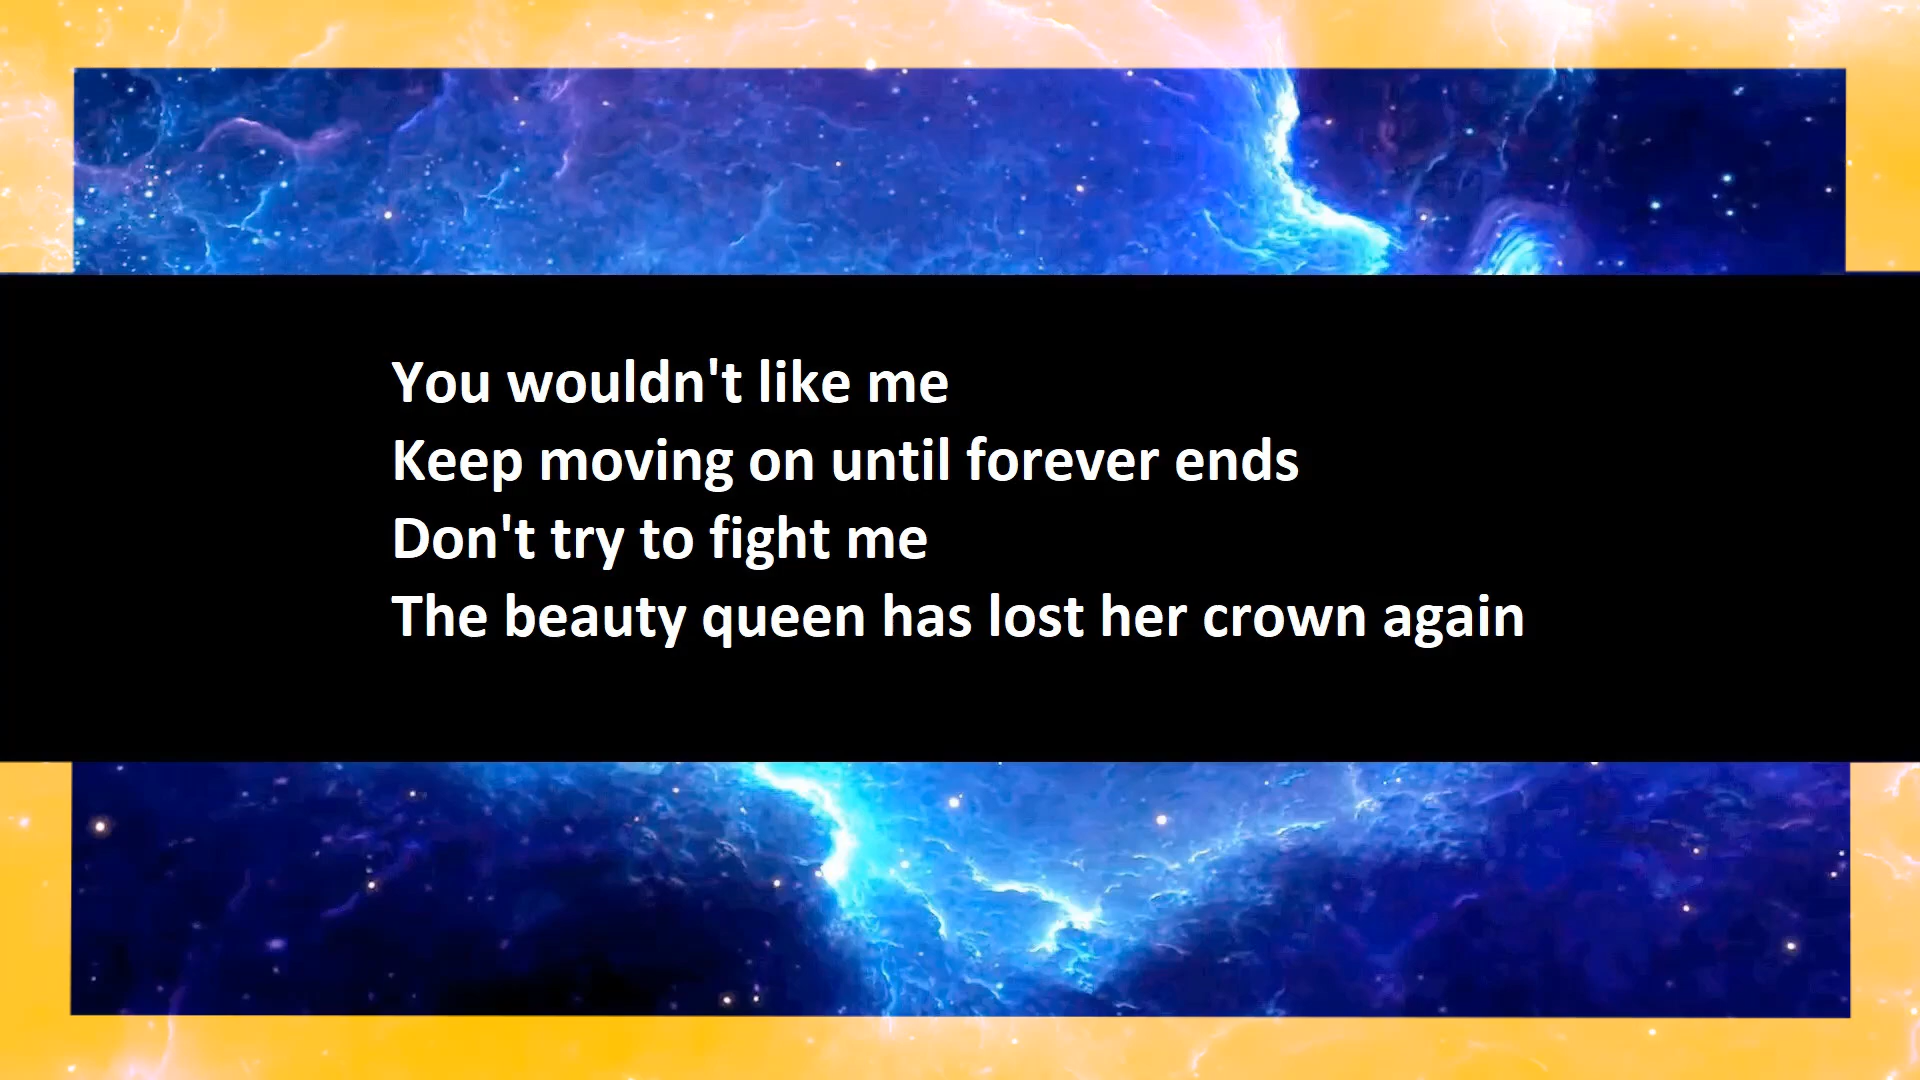 You wouldn't like me
Keep moving on until forever ends
Don't try to fight me
The beauty queen has lost her crown again